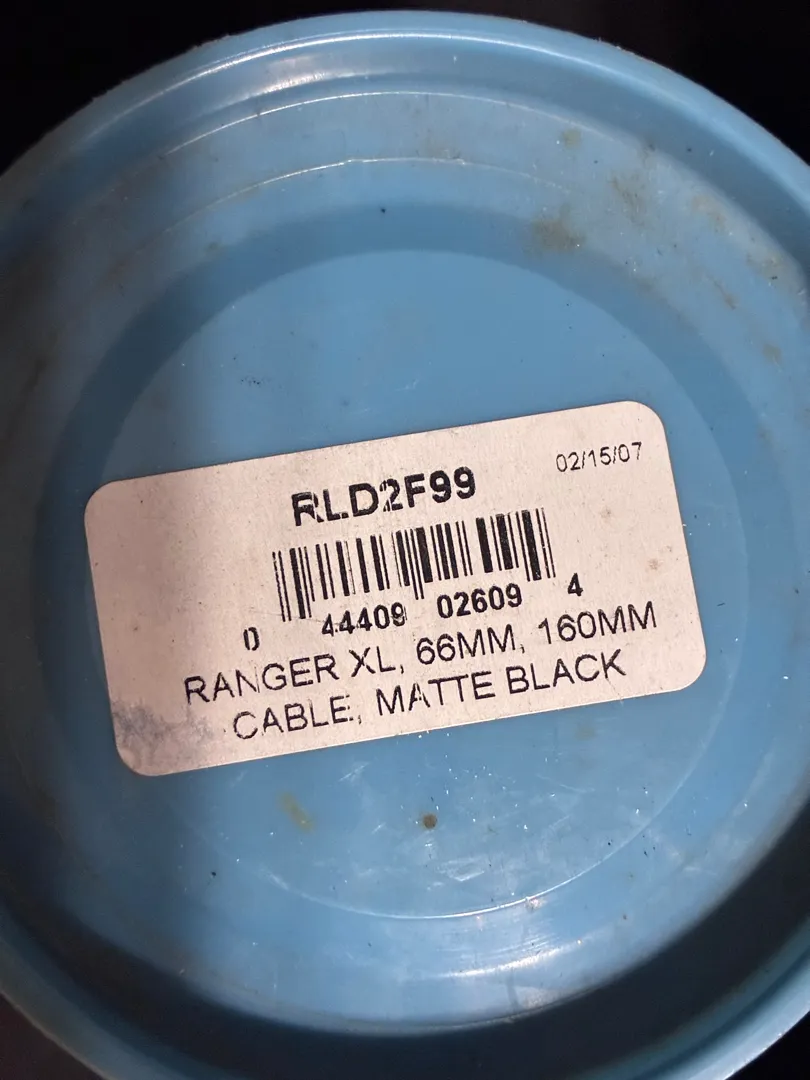 02/15/07
RLD2F99
0 44409 02609 4
RANGER XL, 66MM, 160MM
CABLE, MATTE BLACK